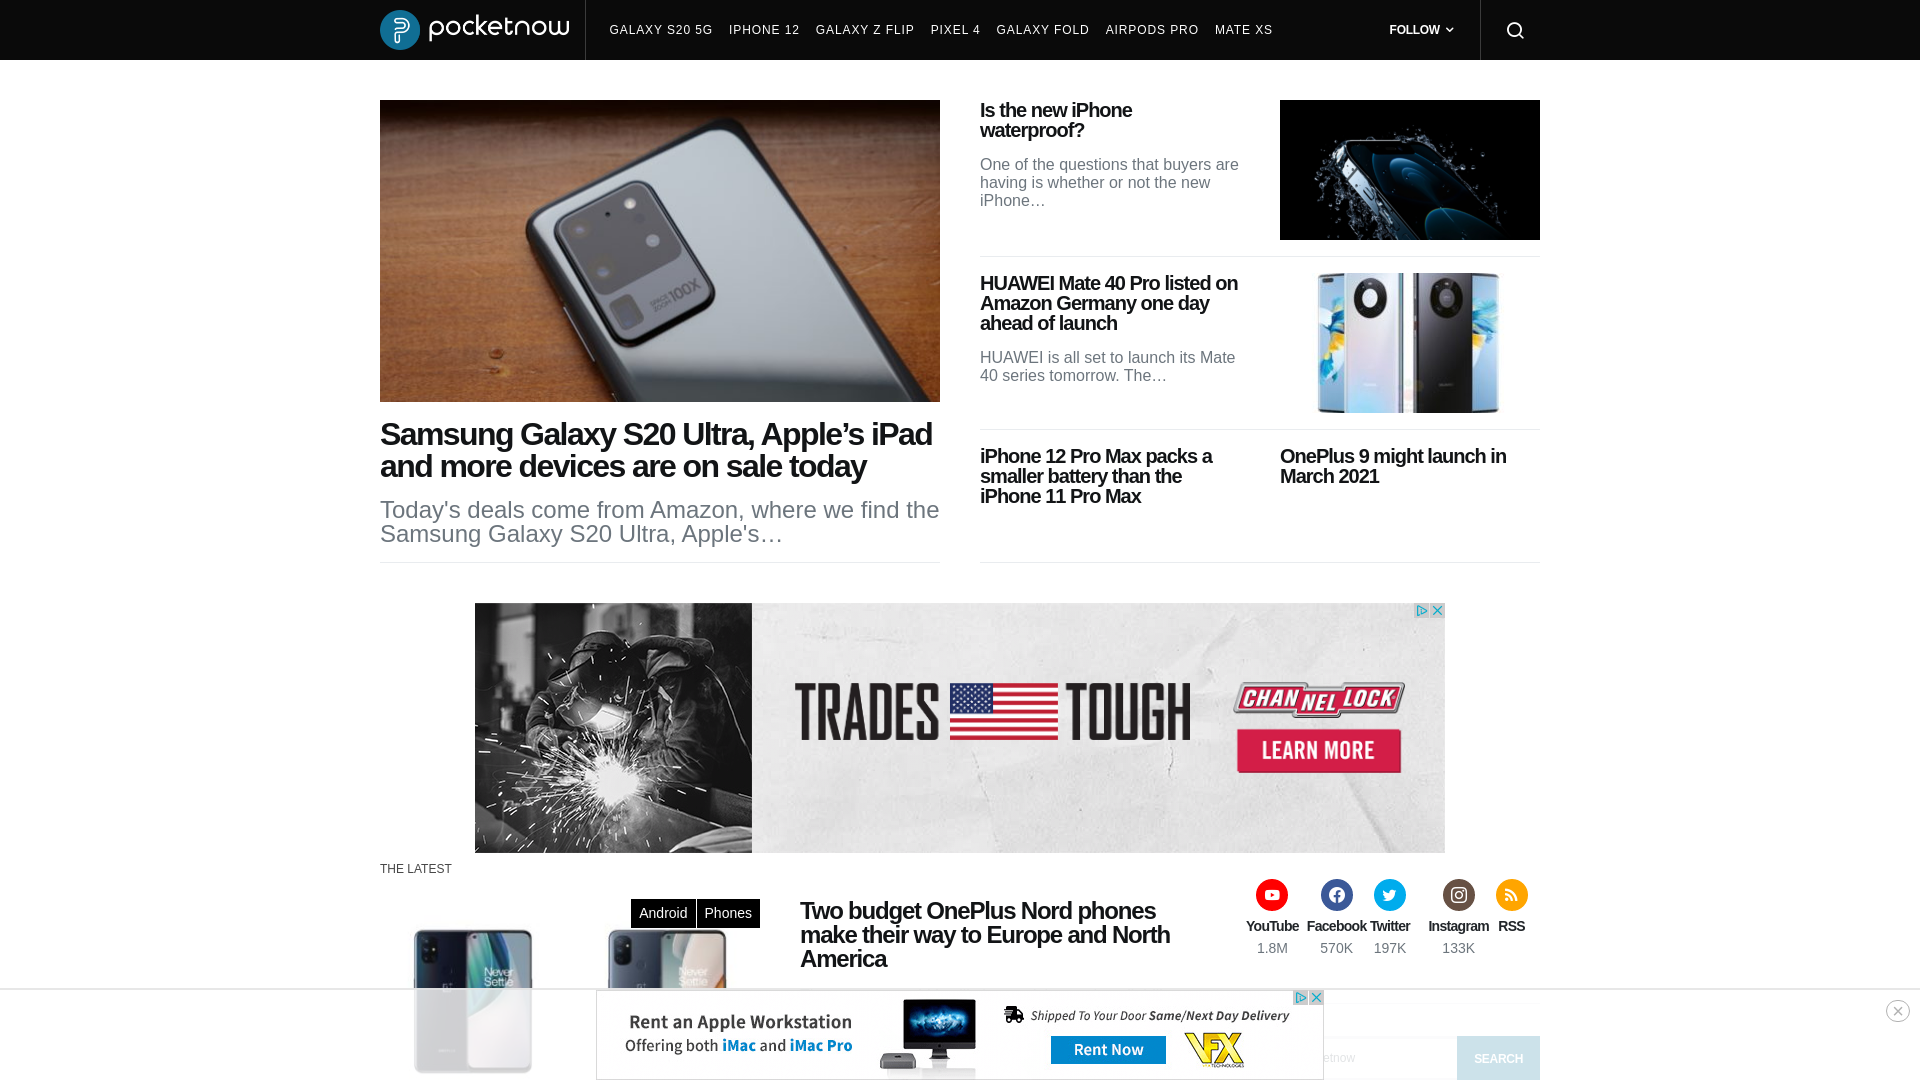 pocketnow
GALAXY S20 5G
IPHONE 12
GALAXY Z FLIP
PIXEL 4
GALAXY FOLD
AIRPODS PRO
MATE XS
FOLLOW
SPACE ZOOM 100X
Samsung Galaxy S20 Ultra, Apple’s iPad
and more devices are on sale today
Today's deals come from Amazon, where we find the
Samsung Galaxy S20 Ultra, Apple's…
Is the new iPhone
waterproof?
One of the questions that buyers are
having is whether or not the new
iPhone…
HUAWEI Mate 40 Pro listed on
Amazon Germany one day
ahead of launch
HUAWEI is all set to launch its Mate
40 series tomorrow. The…
iPhone 12 Pro Max packs a
smaller battery than the
iPhone 11 Pro Max
OnePlus 9 might launch in
March 2021
TRADES TOUGH
CHANNELLOCK
LEARN MORE
THE LATEST
Android
Phones
Never
Settle
Never
Settle
Two budget OnePlus Nord phones
make their way to Europe and North
America
YouTube
1.8M
Facebook
570K
Twitter
197K
Instagram
133K
RSS
Rent an Apple Workstation
Offering both iMac and iMac Pro
Shipped To Your Door Same/Next Day Delivery
Rent Now
VFX
etnow
SEARCH